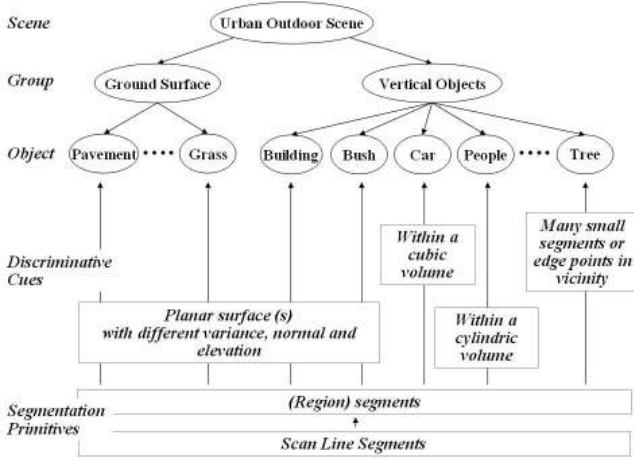 Scene
Urban Outdoor Scene
Group
Ground Surface
Vertical Objects
Object
Pavement
••••
Grass
Building
Bush
Car
People
••••
Tree
Discriminative
Cues
Within a
cubic
volume
Many small
segments or
edge points in
vicinity
Planar surface (s)
with different variance, normal and
elevation
Within a
cylindric
volume
Segmentation
Primitives
(Region) segments
Scan Line Segments